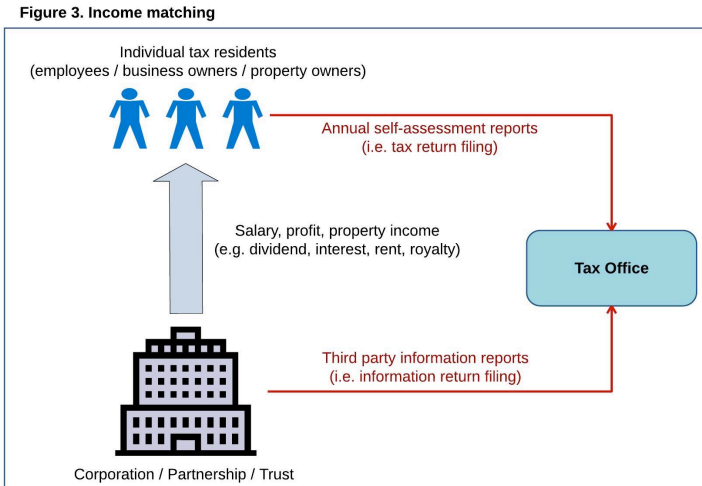 Figure 3. Income matching
Individual tax residents
(employees / business owners / property owners)
Annual self-assessment reports
(i.e. tax return filing)
Salary, profit, property income
(e.g. dividend, interest, rent, royalty)
Tax Office
Third party information reports
(i.e. information return filing)
Corporation / Partnership / Trust